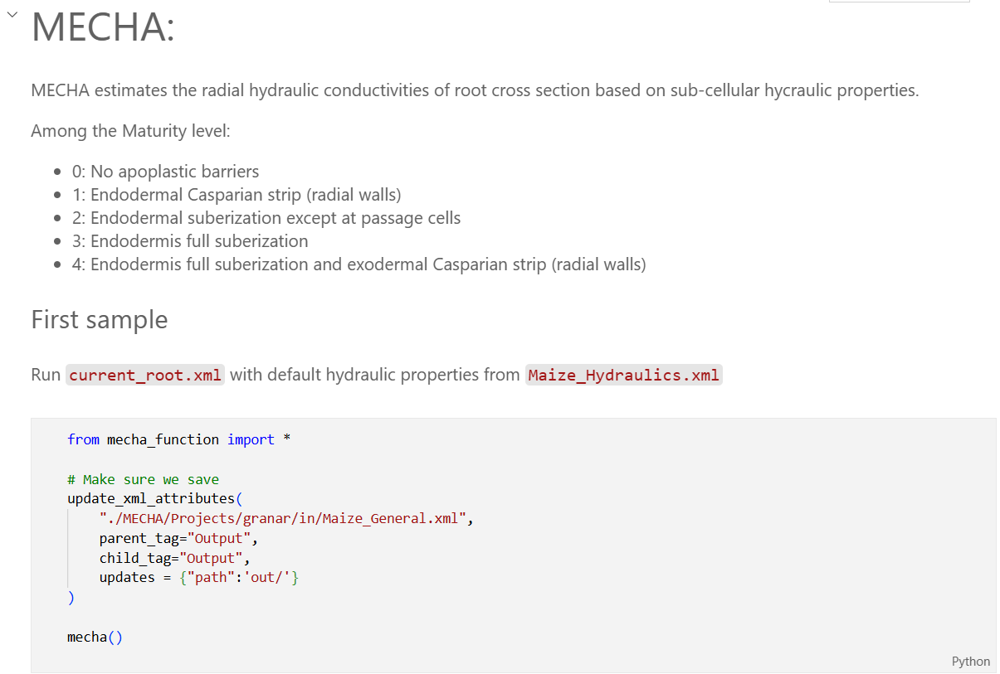 MECHA:
MECHA estimates the radial hydraulic conductivities of root cross section based on sub-cellular hycraulic properties.
Among the Maturity level:
0: No apoplastic barriers
1: Endodermal Casparian strip (radial walls)
2: Endodermal suberization except at passage cells
3: Endodermis full suberization
4: Endodermis full suberization and exodermal Casparian strip (radial walls)
First sample
Run current_root.xml with default hydraulic properties from Maize_Hydraulics.xml
from mecha_function import *
# Make sure we save
update_xml_attributes(
    "./MECHA/Projects/granar/in/Maize_General.xml",
    parent_tag="Output",
    child_tag="Output",
    updates = {"path":'out/'}
)
mecha()
Python